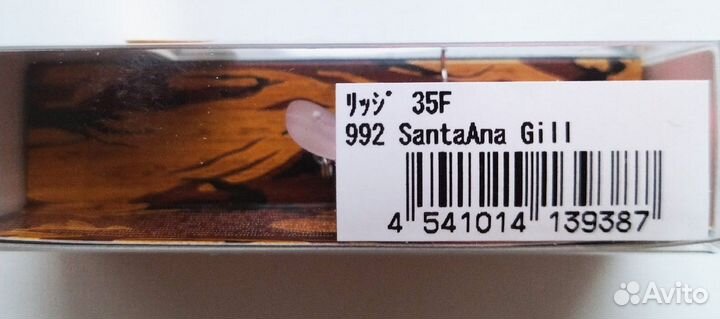 ﾘｯｼﾞ 35F
992 SantaAna Gill
4 541014 139387
Avito